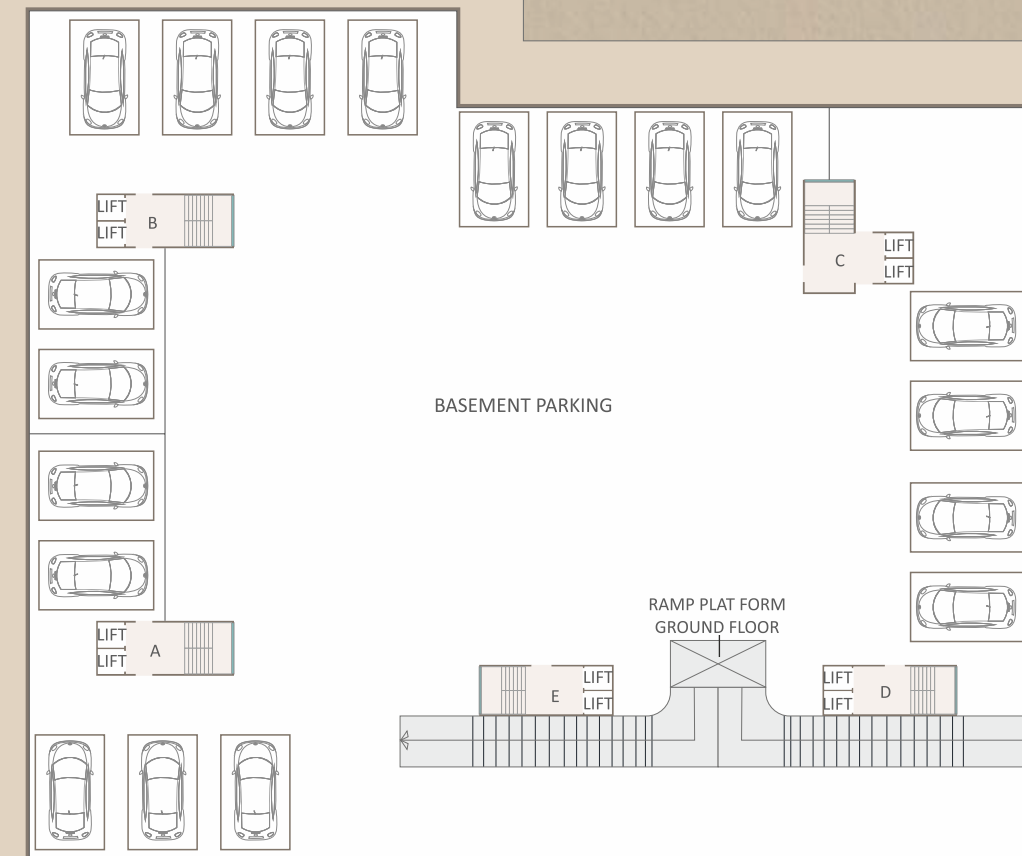 LIFT
B
LIFT
LIFT
C
LIFT
BASEMENT PARKING
RAMP PLAT FORM
GROUND FLOOR
LIFT
A
LIFT
E
LIFT
LIFT
LIFT
D
LIFT